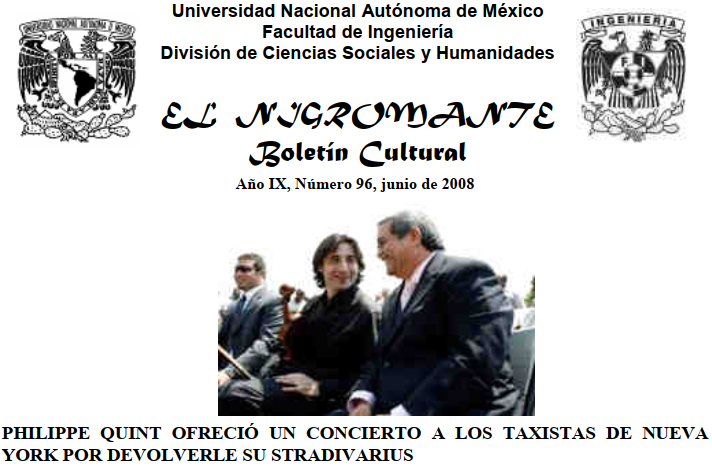 Universidad Nacional Autónoma de México
Facultad de Ingeniería
División de Ciencias Sociales y Humanidades
INGENIERIA
EL NIGROMANTE
Boletín Cultural
Año IX, Número 96, junio de 2008
PHILIPPE QUINT OFRECIÓ UN CONCIERTO A LOS TAXISTAS DE NUEVA
YORK POR DEVOLVERLE SU STRADIVARIUS